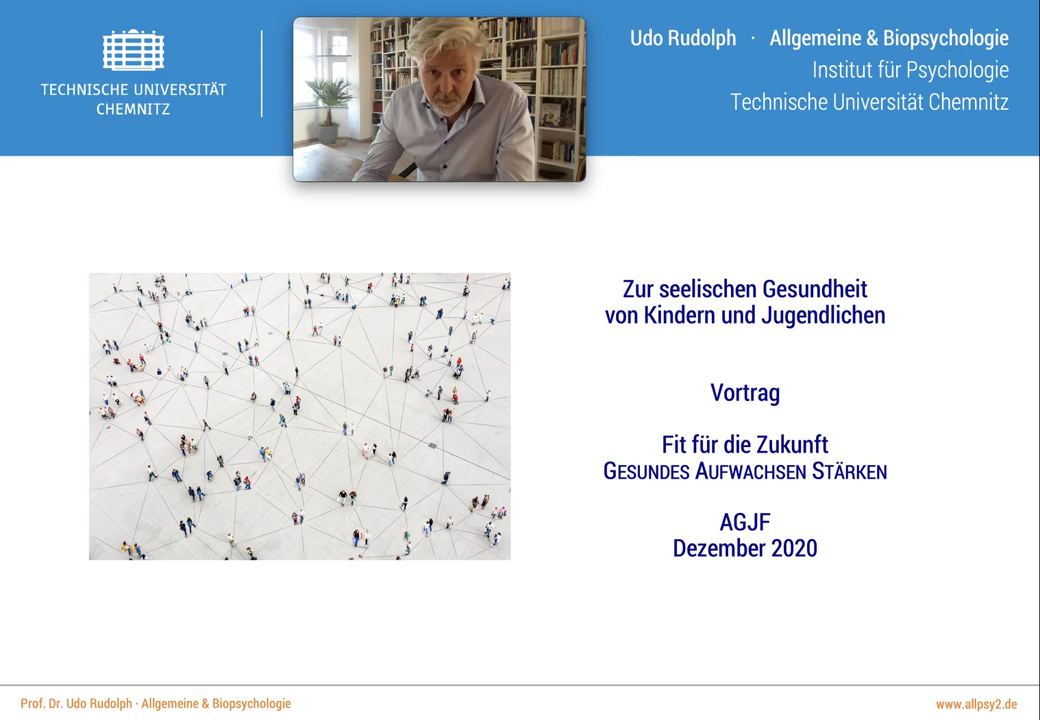 TECHNISCHE UNIVERSITÄT
CHEMNITZ
Udo Rudolph · Allgemeine & Biopsychologie
Institut für Psychologie
Technische Universität Chemnitz
Zur seelischen Gesundheit
von Kindern und Jugendlichen
Vortrag
Fit für die Zukunft
GESUNDES AUFWACHSEN STÄRKEN
AGJF
Dezember 2020
Prof. Dr. Udo Rudolph · Allgemeine & Biopsychologie
www.allpsy2.de